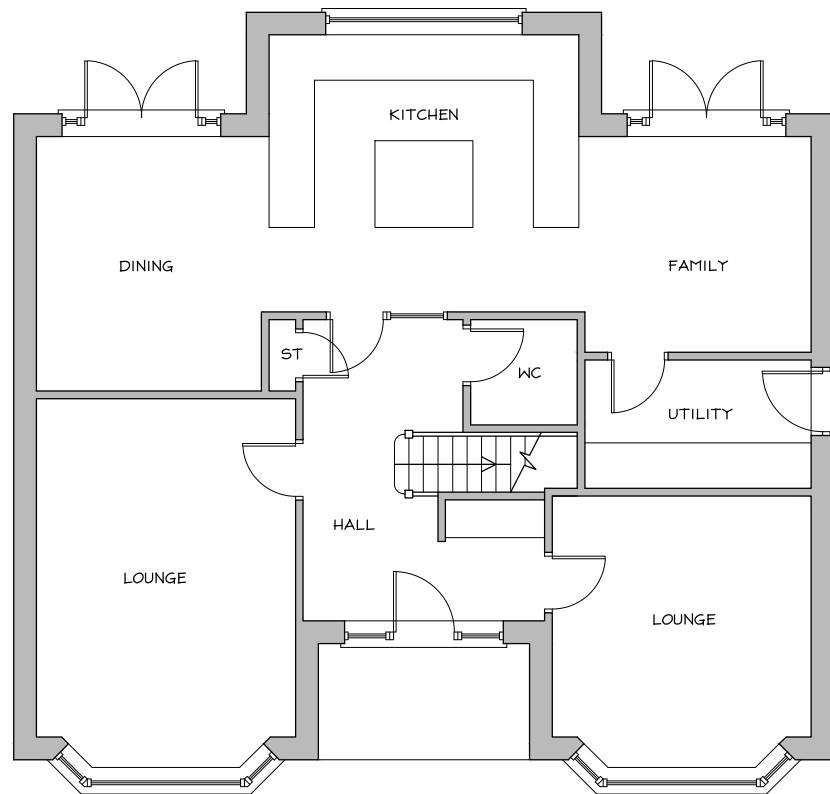 KITCHEN
DINING
FAMILY
ST
WC
UTILITY
HALL
LOUNGE
LOUNGE